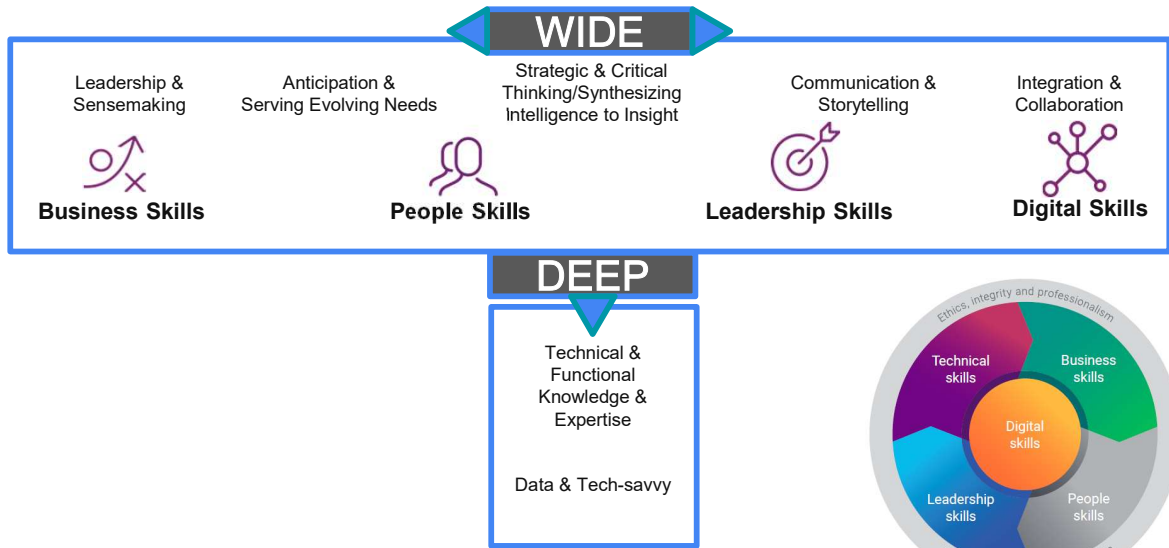 WIDE
Leadership &
Sensemaking
Anticipation &
Serving Evolving Needs
Strategic & Critical
Thinking/Synthesizing
Intelligence to Insight
Communication &
Storytelling
Integration &
Collaboration
Business Skills
People Skills
Leadership Skills
Digital Skills
DEEP
Technical &
Functional
Knowledge &
Expertise
Data & Tech-savvy
Ethics, integrity and professionalism
Technical
skills
Business
skills
Digital
skills
Leadership
skills
People
skills